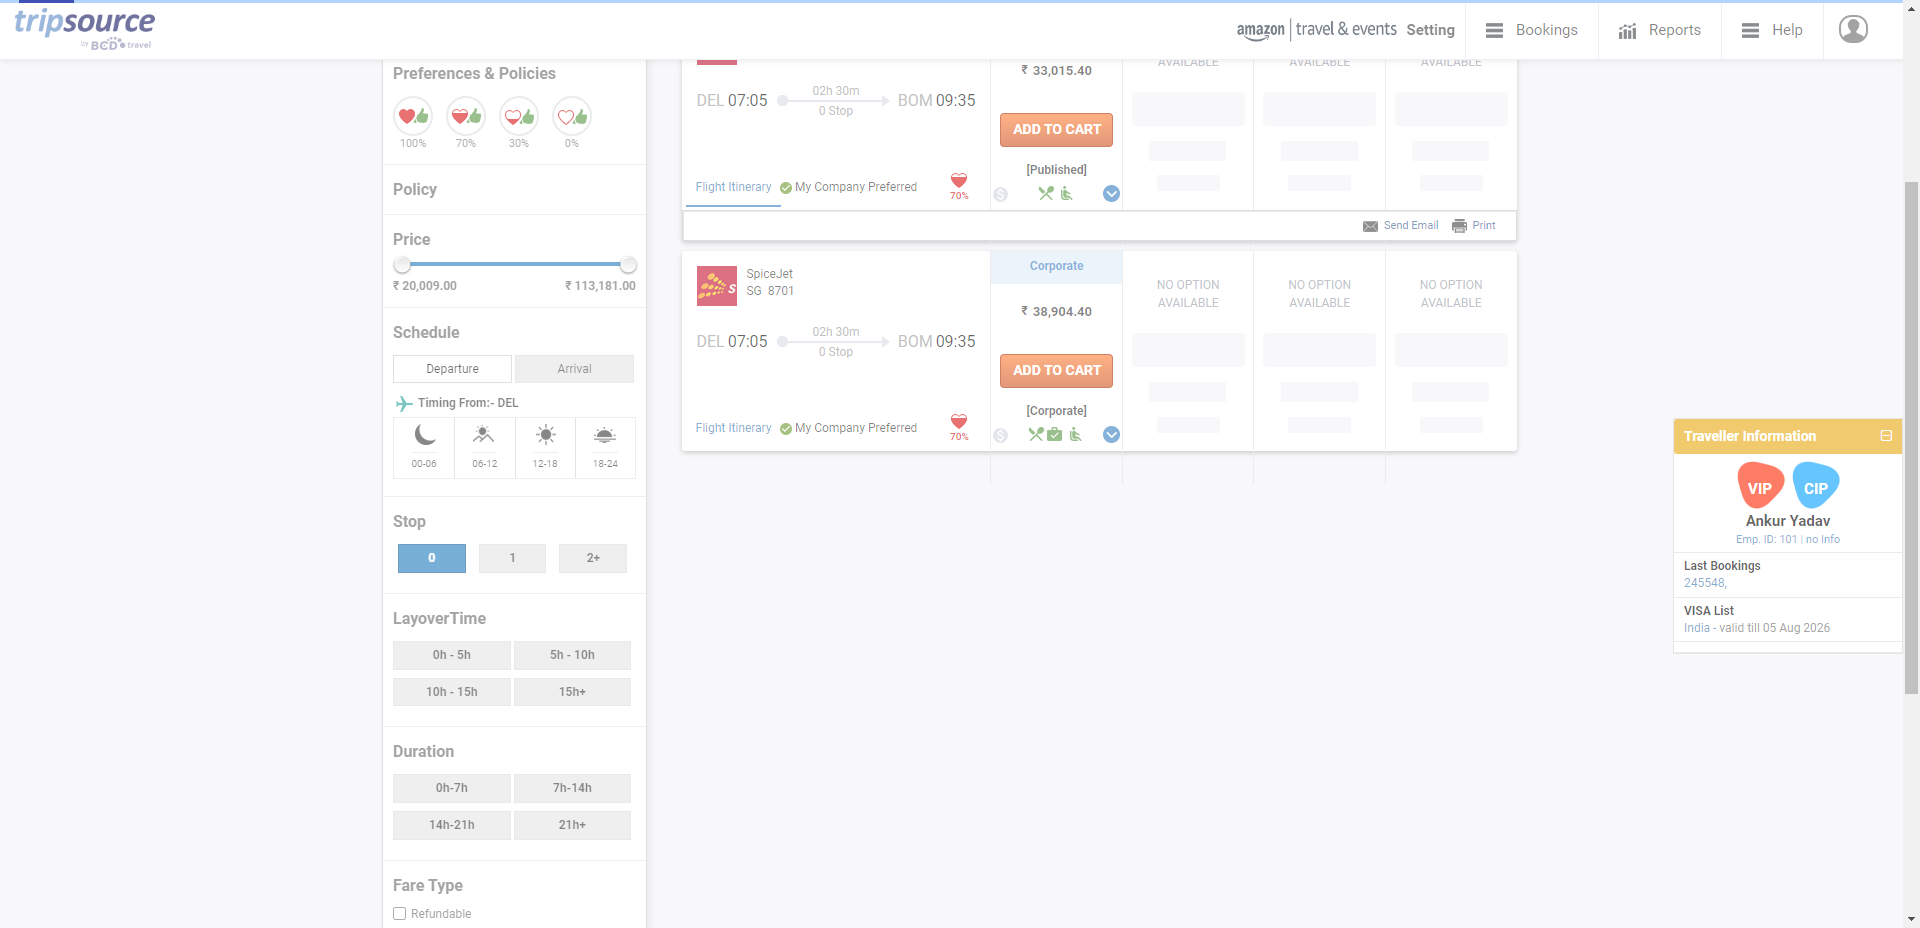 tripsource
by BCD travel
amazon travel & events Setting
Bookings
Reports
Help
Preferences & Policies
100% 70% 30% 0%
Policy
Price
₹ 20,009.00 ₹ 113,181.00
Schedule
Departure Arrival
Timing From:- DEL
00-06 06-12 12-18 18-24
Stop
0 1 2+
LayoverTime
0h - 5h 5h - 10h
10h - 15h 15h+
Duration
0h-7h 7h-14h
14h-21h 21h+
Fare Type
Refundable
₹ 33,015.40
AVAILABLE AVAILABLE AVAILABLE
DEL 07:05 02h 30m BOM 09:35
0 Stop
ADD TO CART
[Published]
Flight Itinerary My Company Preferred 70%
Send Email Print
SpiceJet
SG 8701
Corporate
NO OPTION NO OPTION NO OPTION
AVAILABLE AVAILABLE AVAILABLE
₹ 38,904.40
DEL 07:05 02h 30m BOM 09:35
0 Stop
ADD TO CART
[Corporate]
Flight Itinerary My Company Preferred 70%
Traveller Information
VIP CIP
Ankur Yadav
Emp. ID: 101 | no Info
Last Bookings
245548,
VISA List
India - valid till 05 Aug 2026